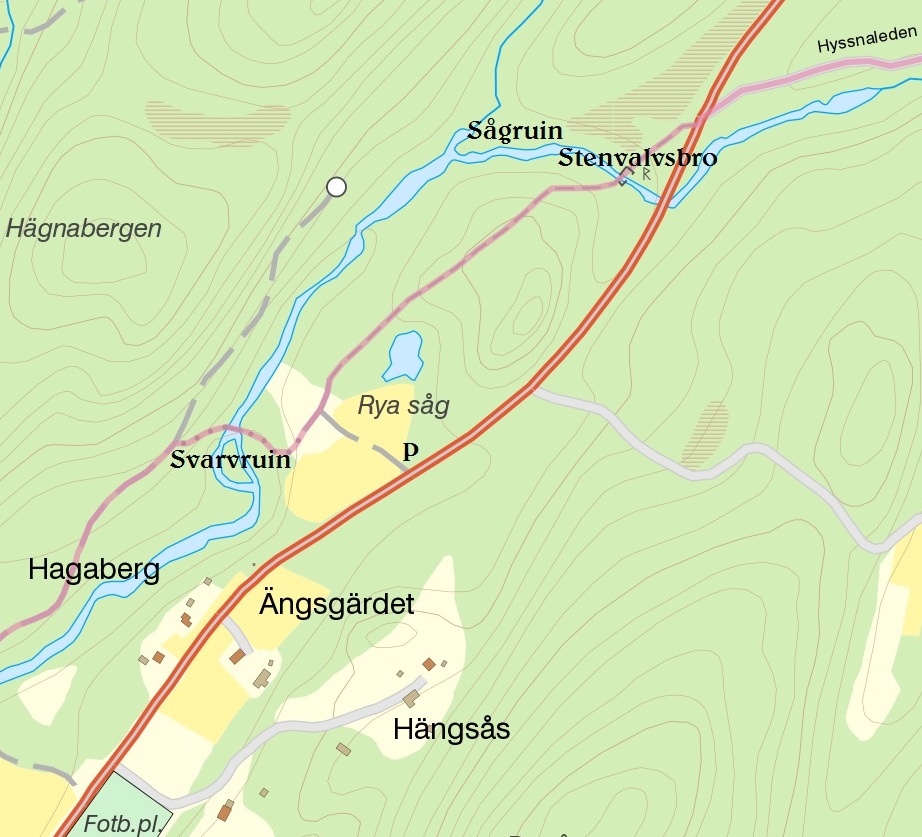 Hyssnaleden
Sågruin
Stenvalvsbro
R
Hägnabergen
Rya såg
P
Svarvruin
Hagaberg
Ängsgärdet
Hängsås
Fotb.pl.